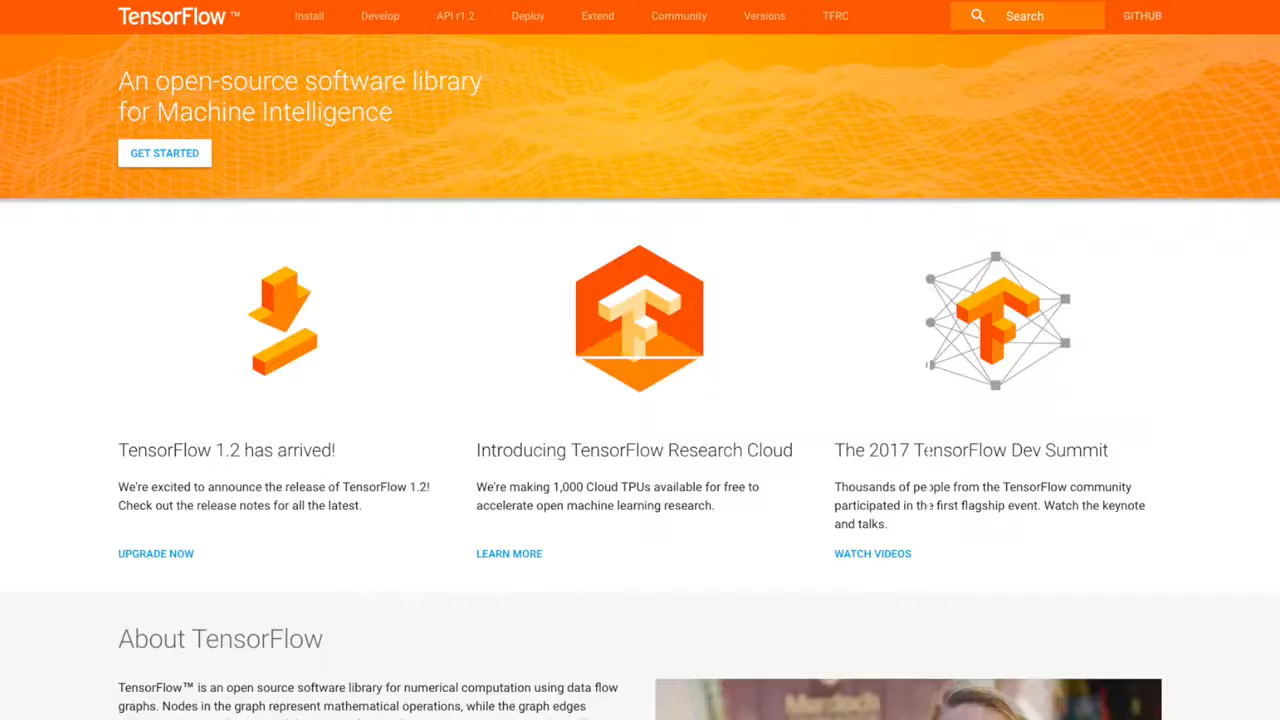 TensorFlow ™
Install
Develop
API r1.2
Deploy
Extend
Community
Versions
TFRC
Search
GITHUB
An open-source software library
for Machine Intelligence
GET STARTED
TensorFlow 1.2 has arrived!
We're excited to announce the release of TensorFlow 1.2!
Check out the release notes for all the latest.
UPGRADE NOW
Introducing TensorFlow Research Cloud
We're making 1,000 Cloud TPUs available for free to
accelerate open machine learning research.
LEARN MORE
The 2017 TensorFlow Dev Summit
Thousands of people from the TensorFlow community
participated in the first flagship event. Watch the keynote
and talks.
WATCH VIDEOS
About TensorFlow
TensorFlow™ is an open source software library for numerical computation using data flow
graphs. Nodes in the graph represent mathematical operations, while the graph edges